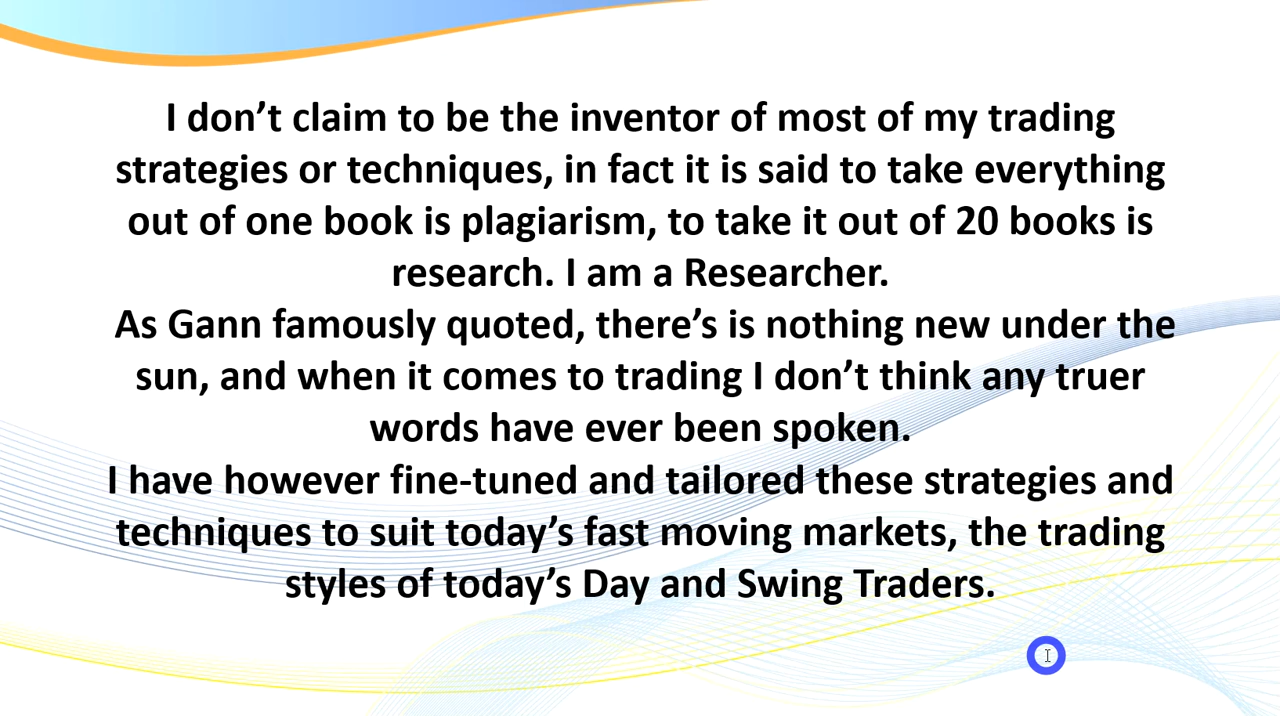 I don’t claim to be the inventor of most of my trading
strategies or techniques, in fact it is said to take everything
out of one book is plagiarism, to take it out of 20 books is
research. I am a Researcher.
As Gann famously quoted, there’s is nothing new under the
sun, and when it comes to trading I don’t think any truer
words have ever been spoken.
I have however fine-tuned and tailored these strategies and
techniques to suit today’s fast moving markets, the trading
styles of today’s Day and Swing Traders.